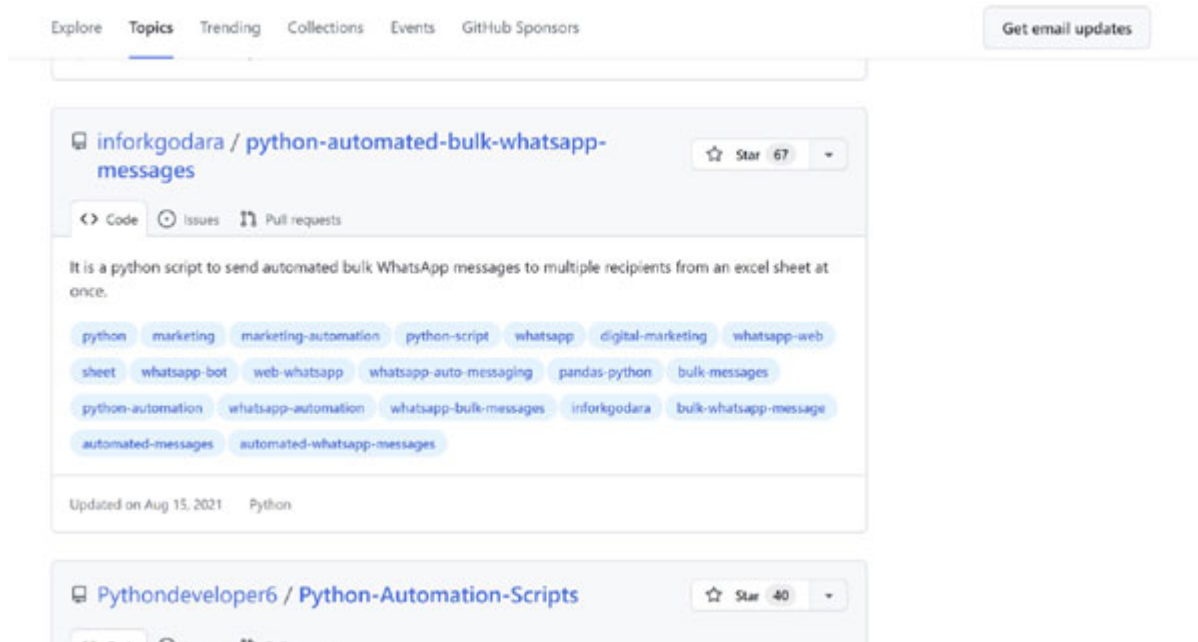 Explore Topics Trending Collections Events GitHub Sponsors Get email updates
inforkgodara / python-automated-bulk-whatsapp-
messages
Star 67
Code Issues Pull requests
It is a python script to send automated bulk WhatsApp messages to multiple recipients from an excel sheet at
once.
python marketing marketing-automation python-script whatsapp digital-marketing whatsapp-web
sheet whatsapp-bot web-whatsapp whatsapp-auto-messaging pandas-python bulk-messages
python-automation whatsapp-automation whatsapp-bulk-messages inforkgodara bulk-whatsapp-message
automated-messages automated-whatsapp-messages
Updated on Aug 15, 2021 Python
Pythondeveloper6 / Python-Automation-Scripts Star 40